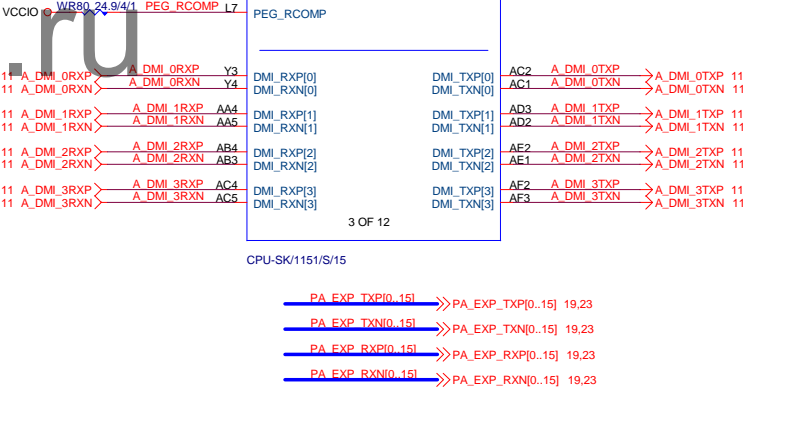 VCCIO WR80 24.9/4/1 PEG_RCOMP L7 PEG_RCOMP
.ru
11 A_DMI_0RXP A_DMI_0RXP Y3 DMI_RXP[0] DMI_TXP[0] AC2 A_DMI_0TXP A_DMI_0TXP 11
11 A_DMI_0RXN A_DMI_0RXN Y4 DMI_RXN[0] DMI_TXN[0] AC1 A_DMI_0TXN A_DMI_0TXN 11
11 A_DMI_1RXP A_DMI_1RXP AA4 DMI_RXP[1] DMI_TXP[1] AD3 A_DMI_1TXP A_DMI_1TXP 11
11 A_DMI_1RXN A_DMI_1RXN AA5 DMI_RXN[1] DMI_TXN[1] AD2 A_DMI_1TXN A_DMI_1TXN 11
11 A_DMI_2RXP A_DMI_2RXP AB4 DMI_RXP[2] DMI_TXP[2] AE2 A_DMI_2TXP A_DMI_2TXP 11
11 A_DMI_2RXN A_DMI_2RXN AB3 DMI_RXN[2] DMI_TXN[2] AE1 A_DMI_2TXN A_DMI_2TXN 11
11 A_DMI_3RXP A_DMI_3RXP AC4 DMI_RXP[3] DMI_TXP[3] AF2 A_DMI_3TXP A_DMI_3TXP 11
11 A_DMI_3RXN A_DMI_3RXN AC5 DMI_RXN[3] DMI_TXN[3] AF3 A_DMI_3TXN A_DMI_3TXN 11
3 OF 12
CPU-SK/1151/S/15
PA_EXP_TXP[0..15] PA_EXP_TXP[0..15] 19,23
PA_EXP_TXN[0..15] PA_EXP_TXN[0..15] 19,23
PA_EXP_RXP[0..15] PA_EXP_RXP[0..15] 19,23
PA_EXP_RXN[0..15] PA_EXP_RXN[0..15] 19,23